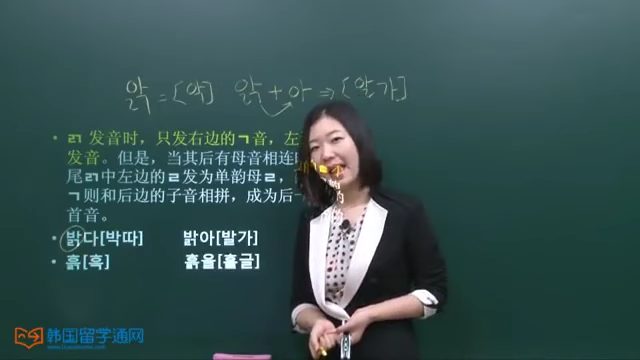 앍 = [악] 앍 + 아 ⇒ [알가]
• ㄺ 发音时，只发右边的ㄱ音，左
发音。但是，当其后有母音相连
尾ㄺ中左边的ㄹ发为单韵母ㄹ，
ㄱ则和后边的子音相拼，成为后一
首音。
• 밝다[박따] 밝아[발가]
• 흙[흑] 흙을[흘글]
韩国留学通网